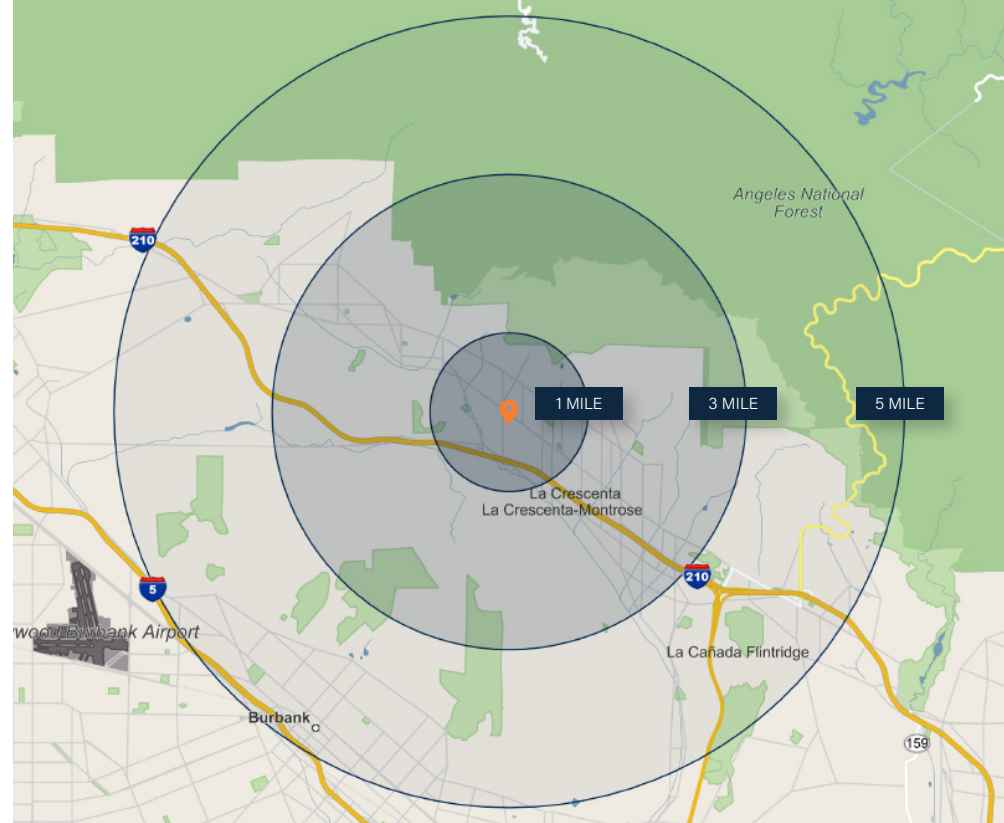 Angeles National
Forest
210
1 MILE
3 MILE
5 MILE
La Crescenta
La Crescenta-Montrose
210
5
wood Burbank Airport
La Cañada Flintridge
Burbank
159